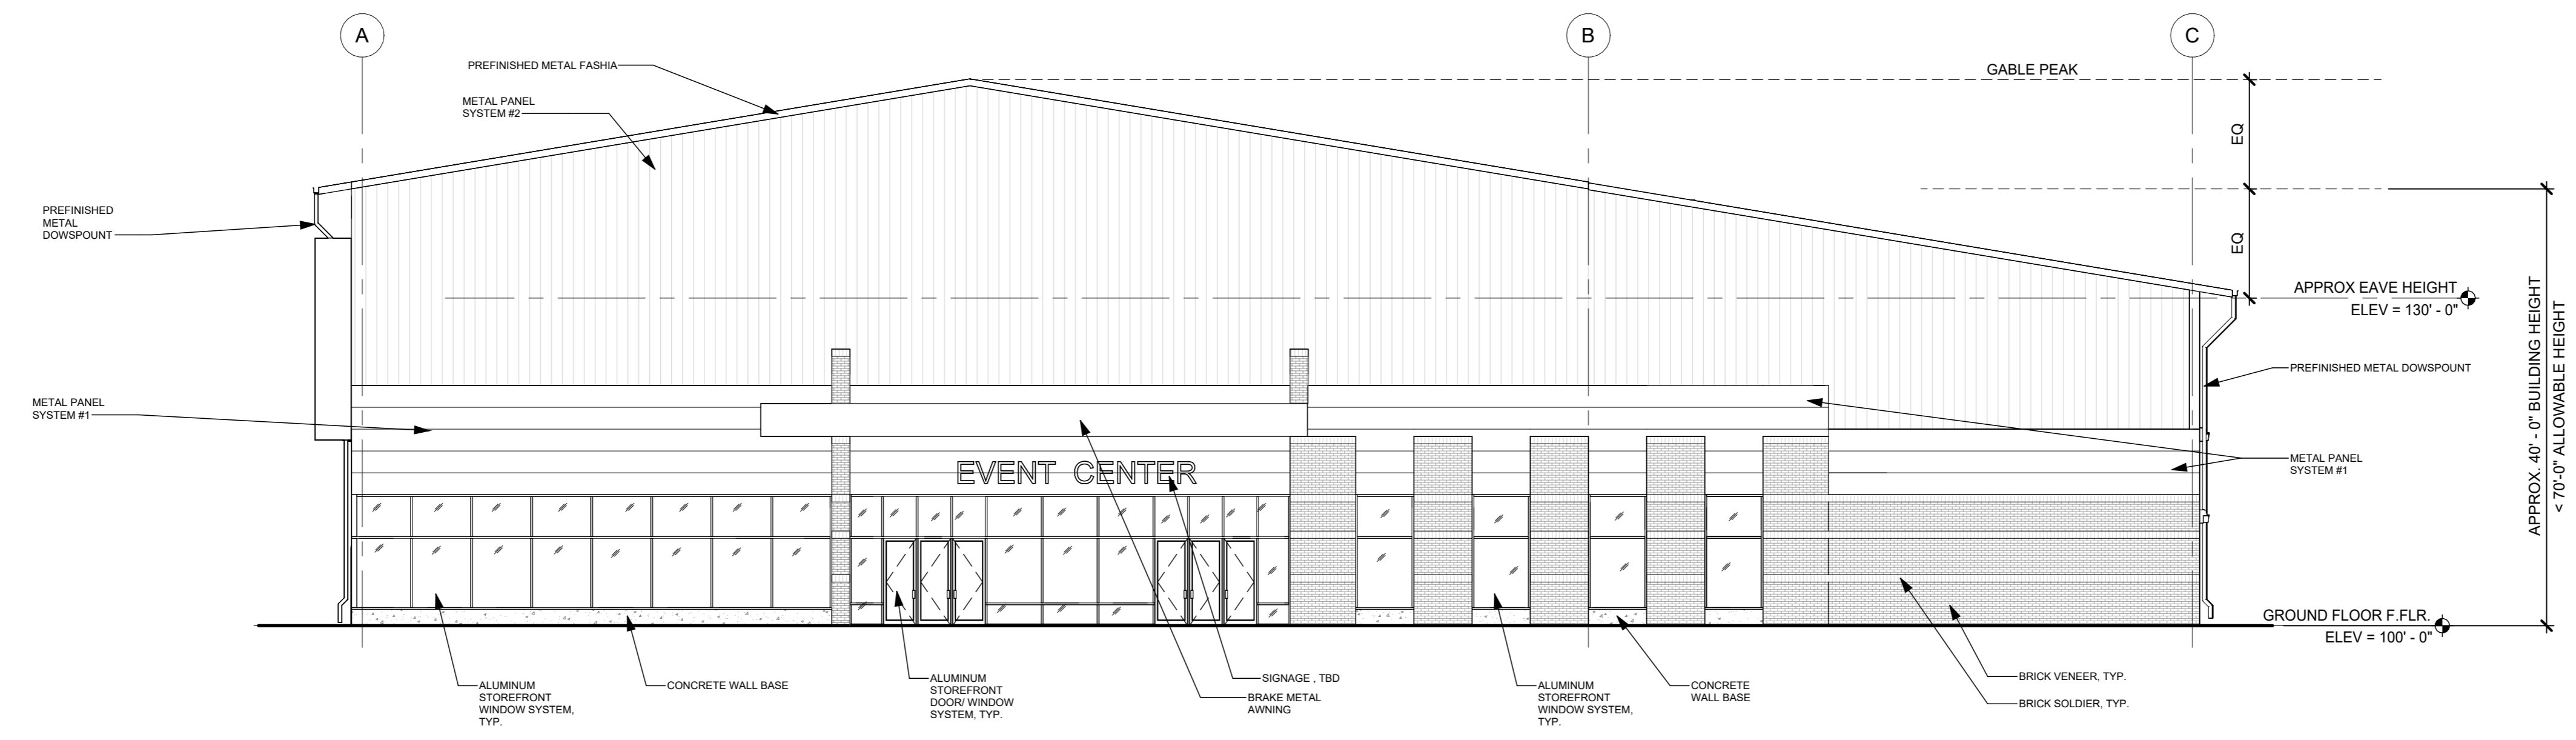 A
B
C
PREFINISHED METAL FASHIA
GABLE PEAK
METAL PANEL
SYSTEM #2
EQ
PREFINISHED
METAL
DOWSPOUNT
EQ
APPROX EAVE HEIGHT
ELEV = 130' - 0"
APPROX. 40' - 0" BUILDING HEIGHT
< 70'-0" ALLOWABLE HEIGHT
PREFINISHED METAL DOWSPOUNT
METAL PANEL
SYSTEM #1
EVENT CENTER
METAL PANEL
SYSTEM #1
GROUND FLOOR F.FLR.
ELEV = 100' - 0"
ALUMINUM
STOREFRONT
WINDOW SYSTEM,
TYP.
CONCRETE WALL BASE
ALUMINUM
STOREFRONT
DOOR/ WINDOW
SYSTEM, TYP.
SIGNAGE , TBD
BRAKE METAL
AWNING
ALUMINUM
STOREFRONT
WINDOW SYSTEM,
TYP.
CONCRETE
WALL BASE
BRICK VENEER, TYP.
BRICK SOLDIER, TYP.